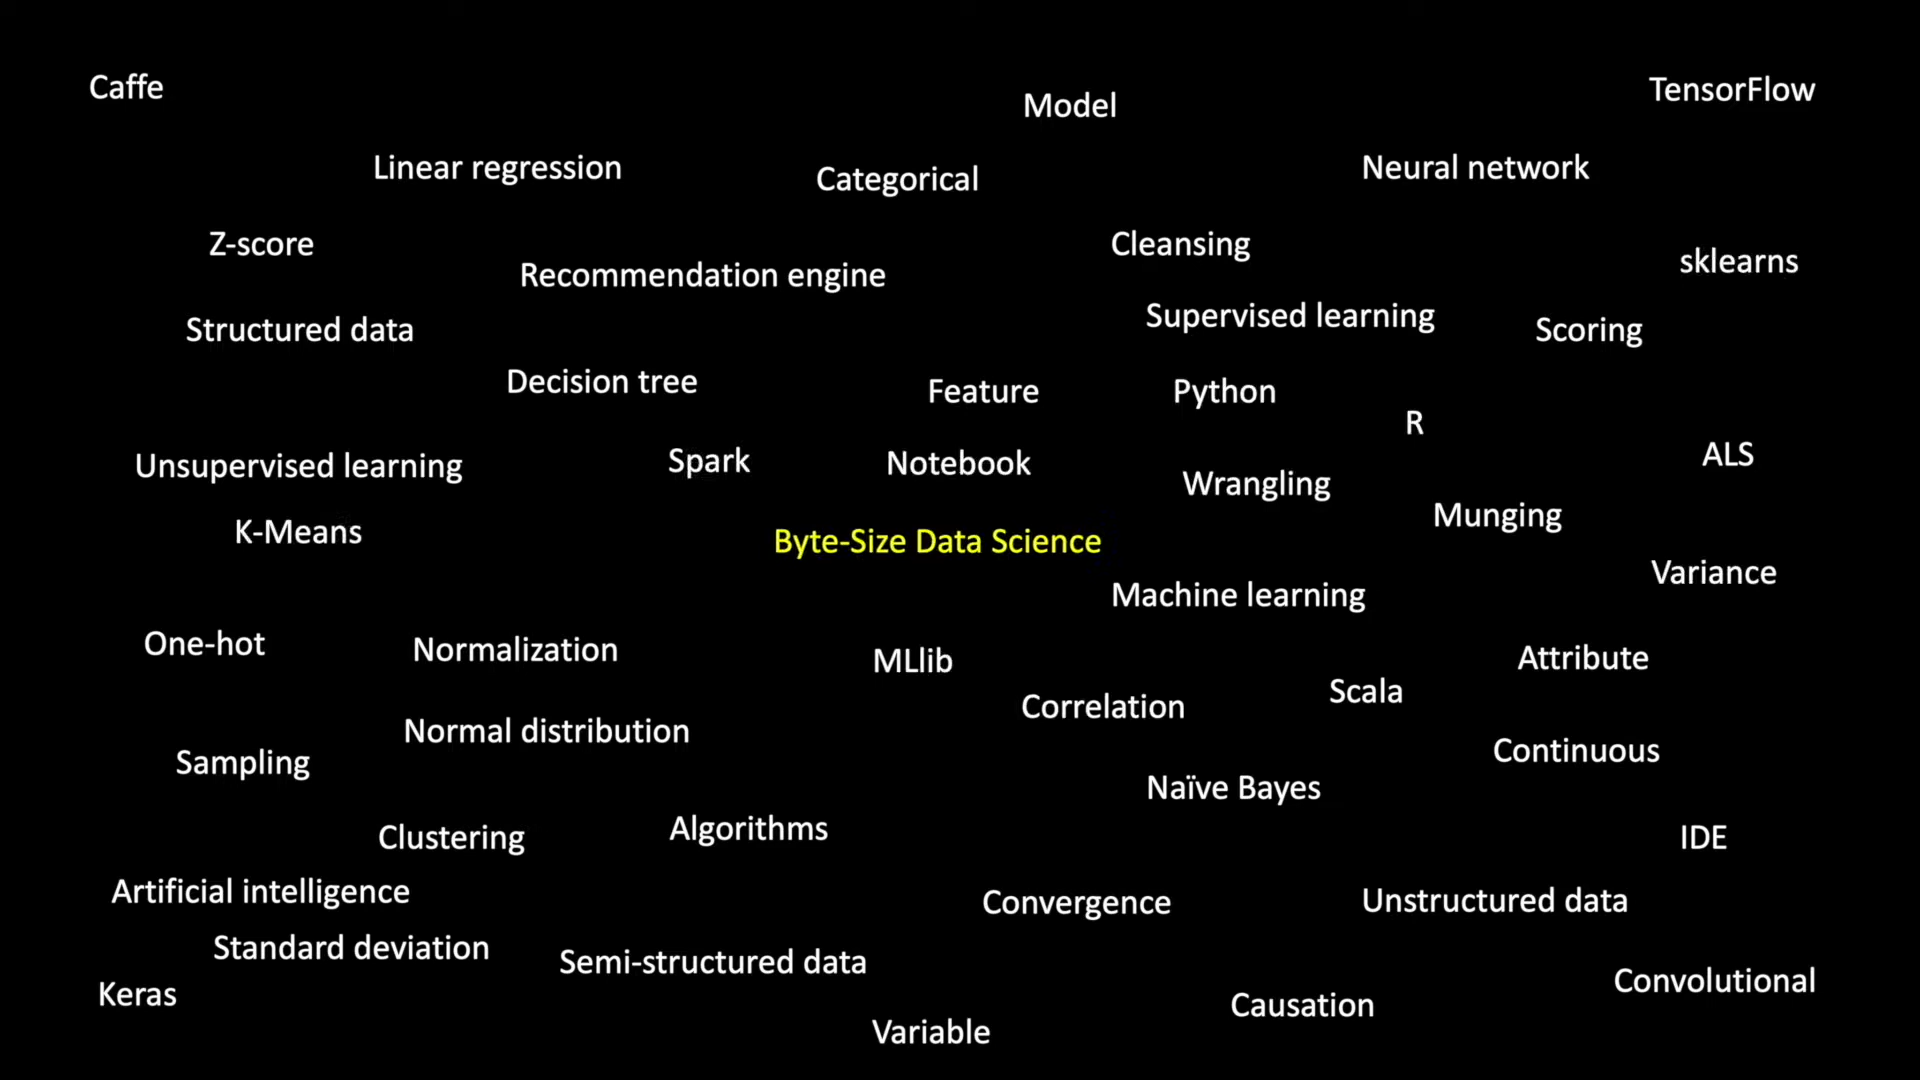 Caffe
Model
TensorFlow
Linear regression
Categorical
Neural network
Z-score
Recommendation engine
Cleansing
sklearns
Structured data
Supervised learning
Scoring
Decision tree
Feature
Python
R
Unsupervised learning
Spark
Notebook
Wrangling
ALS
K-Means
Byte-Size Data Science
Munging
Variance
Machine learning
One-hot
Normalization
MLlib
Attribute
Correlation
Scala
Normal distribution
Sampling
Continuous
Naïve Bayes
Clustering
Algorithms
IDE
Artificial intelligence
Convergence
Unstructured data
Standard deviation
Semi-structured data
Keras
Convolutional
Causation
Variable